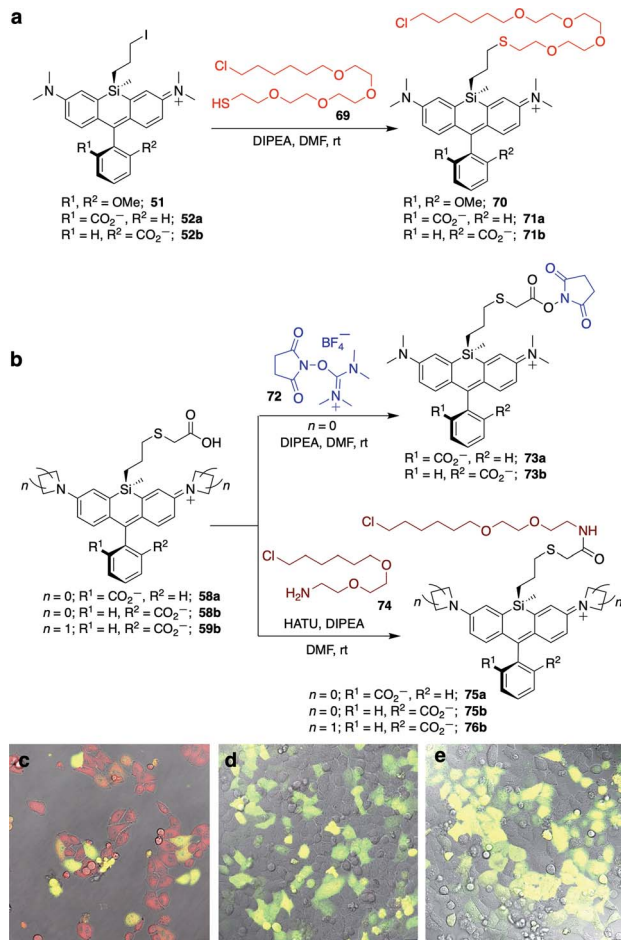 a
I
Cl
O
O
HS
O
O
69
DIPEA, DMF, rt
Cl
O
O
S
O
O
N
Si
N
+
R¹
R²
R¹, R² = OMe; 51
R¹ = CO₂⁻, R² = H; 52a
R¹ = H, R² = CO₂⁻; 52b
N
Si
N
+
R¹
R²
R¹, R² = OMe; 70
R¹ = CO₂⁻, R² = H; 71a
R¹ = H, R² = CO₂⁻; 71b
b
O
BF₄⁻
N
O
N
72
O
N
+
n = 0
DIPEA, DMF, rt
O
S
O
N
O
O
N
Si
N
+
R¹
R²
R¹ = CO₂⁻, R² = H; 73a
R¹ = H, R² = CO₂⁻; 73b
O
S
OH
n
N
Si
N
n
+
R¹
R²
n = 0; R¹ = CO₂⁻, R² = H; 58a
n = 0; R¹ = H, R² = CO₂⁻; 58b
n = 1; R¹ = H, R² = CO₂⁻; 59b
Cl
O
H₂N
O
74
HATU, DIPEA
DMF, rt
Cl
O
O
NH
S
O
n
N
Si
N
n
+
R¹
R²
n = 0; R¹ = CO₂⁻, R² = H; 75a
n = 0; R¹ = H, R² = CO₂⁻; 75b
n = 1; R¹ = H, R² = CO₂⁻; 76b
c
d
e